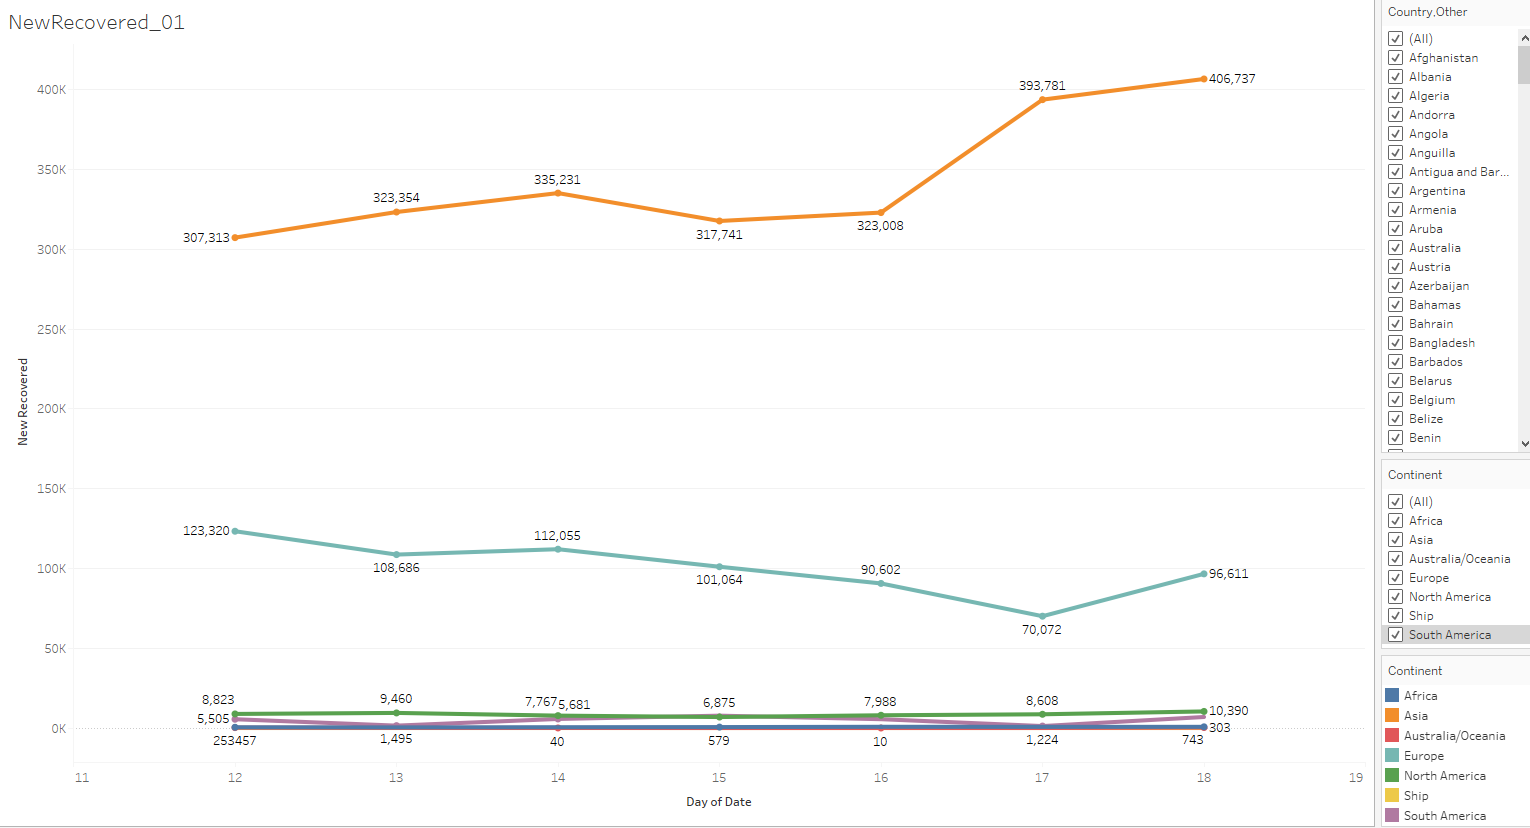 NewRecovered_01
400K
350K
300K
250K
200K
150K
100K
50K
0K
New Recovered
307,313
323,354
335,231
317,741
323,008
393,781
406,737
123,320
108,686
112,055
101,064
90,602
70,072
96,611
8,823
9,460
7,767
5,681
6,875
7,988
8,608
10,390
5,505
303
253457
1,495
40
579
10
1,224
743
11
12
13
14
15
16
17
18
19
Day of Date
Country,Other
(All)
Afghanistan
Albania
Algeria
Andorra
Angola
Anguilla
Antigua and Bar...
Argentina
Armenia
Aruba
Australia
Austria
Azerbaijan
Bahamas
Bahrain
Bangladesh
Barbados
Belarus
Belgium
Belize
Benin
Continent
(All)
Africa
Asia
Australia/Oceania
Europe
North America
Ship
South America
Continent
Africa
Asia
Australia/Oceania
Europe
North America
Ship
South America